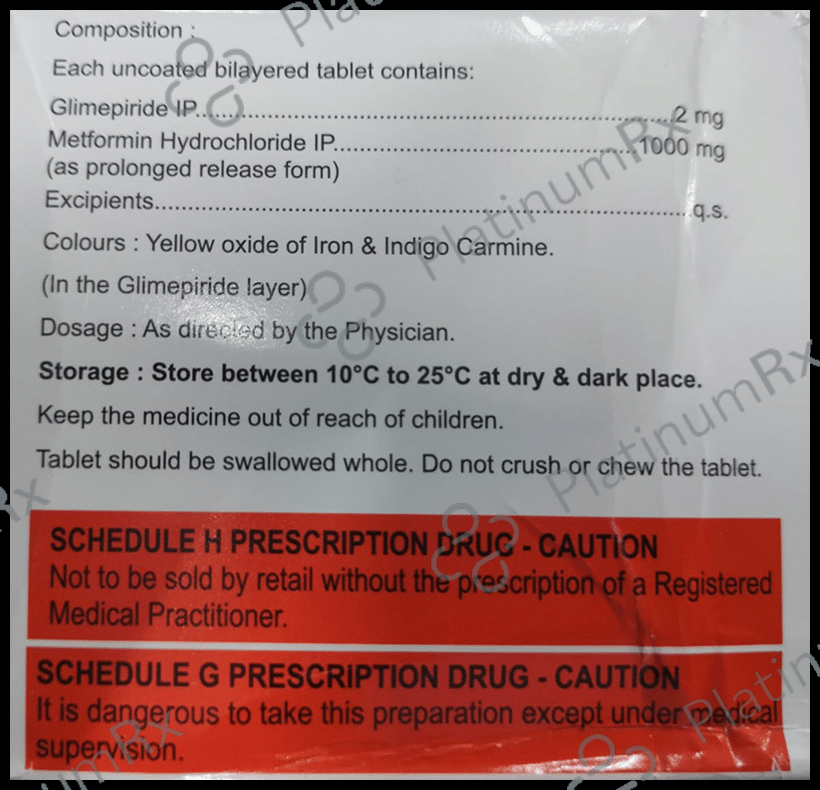 Composition :
Each uncoated bilayered tablet contains:
Glimepiride IP.......................................................................2 mg
Metformin Hydrochloride IP..............................................1000 mg
(as prolonged release form)
Excipients................................................................................q.s.
Colours : Yellow oxide of Iron & Indigo Carmine.
(In the Glimepiride layer)
Dosage : As directed by the Physician.
Storage : Store between 10°C to 25°C at dry & dark place.
Keep the medicine out of reach of children.
Tablet should be swallowed whole. Do not crush or chew the tablet.
SCHEDULE H PRESCRIPTION DRUG - CAUTION
Not to be sold by retail without the prescription of a Registered
Medical Practitioner.
SCHEDULE G PRESCRIPTION DRUG - CAUTION
It is dangerous to take this preparation except under medical
supervision.
PlatinumRx
PlatinumRx